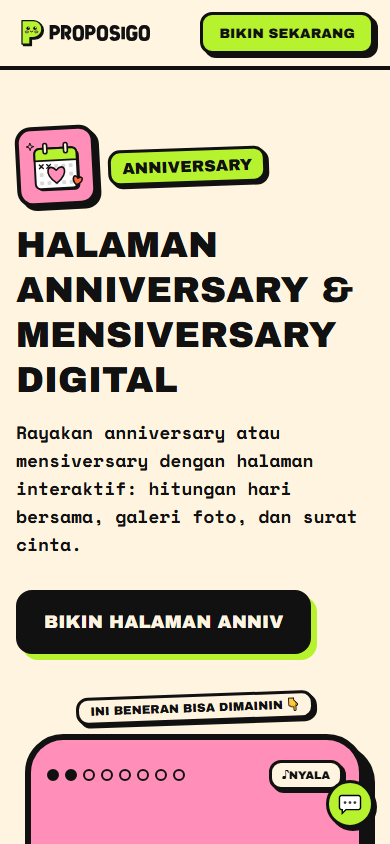 PROPOSIGO
BIKIN SEKARANG
ANNIVERSARY
HALAMAN
ANNIVERSARY &
MENSIVERSARY
DIGITAL
Rayakan anniversary atau
mensiversary dengan halaman
interaktif: hitungan hari
bersama, galeri foto, dan surat
cinta.
BIKIN HALAMAN ANNIV
INI BENERAN BISA DIMAININ 👇
♪NYALA